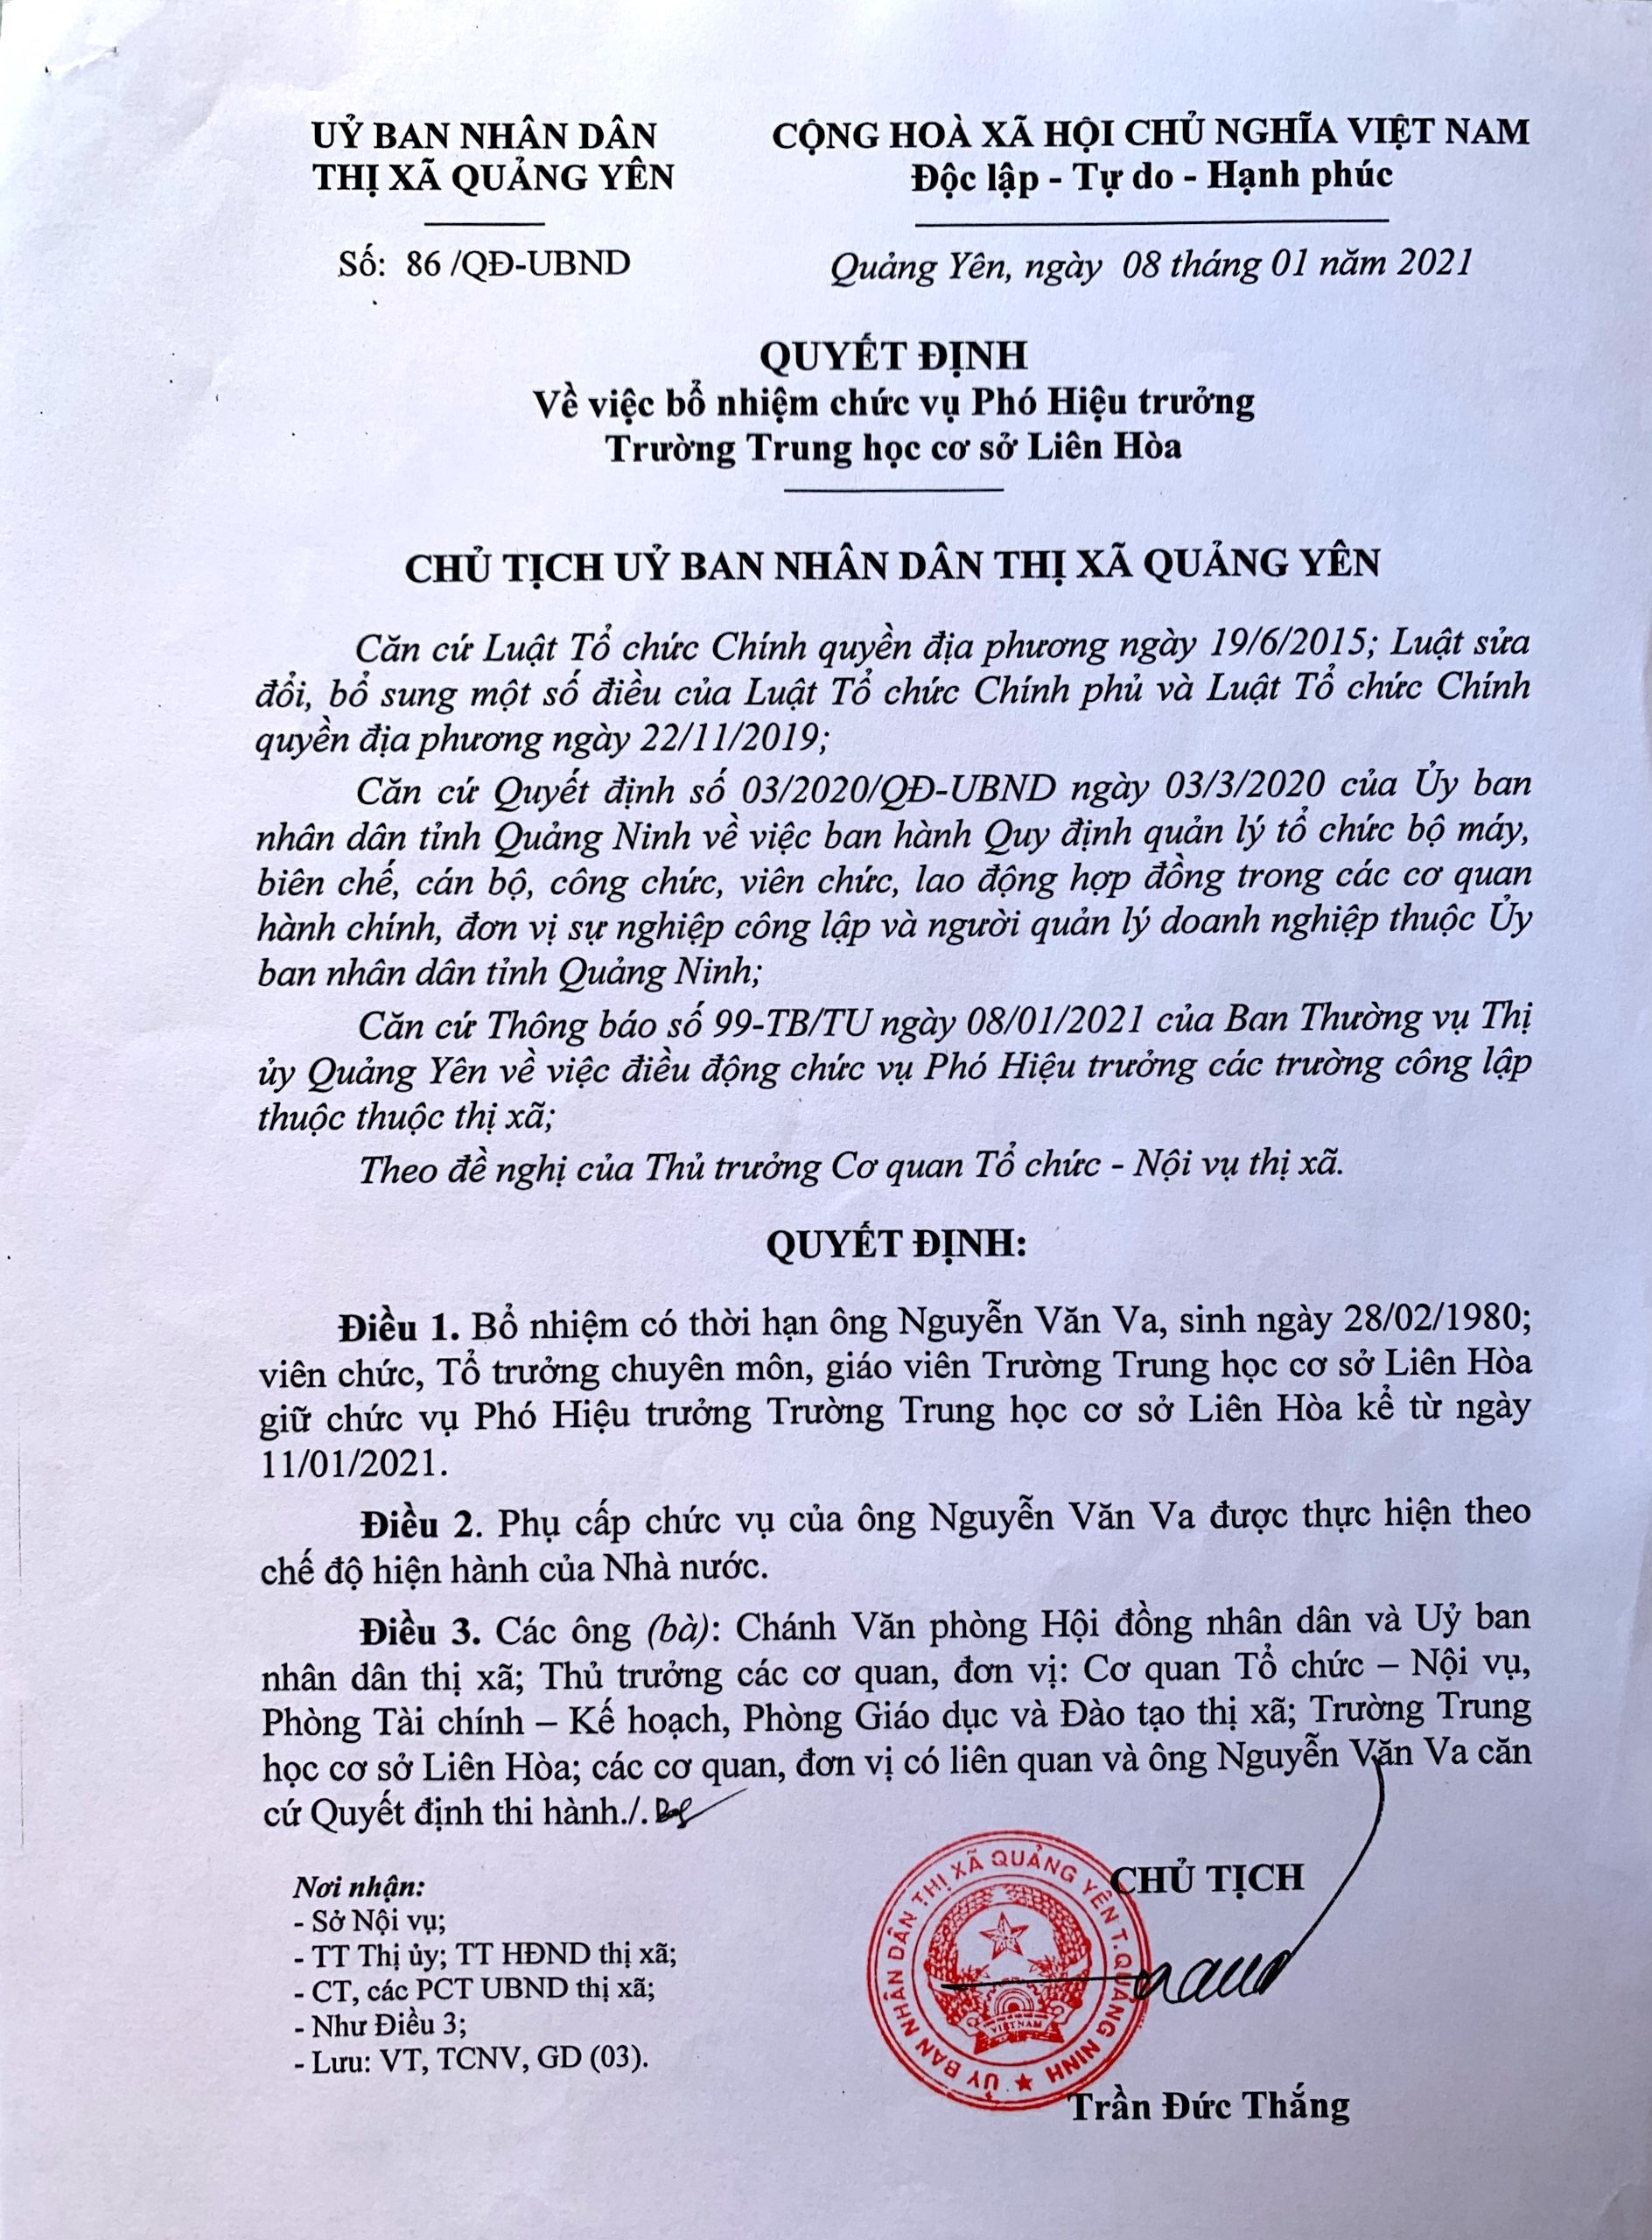 UỶ BAN NHÂN DÂN
THỊ XÃ QUẢNG YÊN
Số: 86 /QĐ-UBND
CỘNG HOÀ XÃ HỘI CHỦ NGHĨA VIỆT NAM
Độc lập - Tự do - Hạnh phúc
Quảng Yên, ngày 08 tháng 01 năm 2021
QUYẾT ĐỊNH
Về việc bổ nhiệm chức vụ Phó Hiệu trưởng
Trường Trung học cơ sở Liên Hòa
CHỦ TỊCH UỶ BAN NHÂN DÂN THỊ XÃ QUẢNG YÊN
Căn cứ Luật Tổ chức Chính quyền địa phương ngày 19/6/2015; Luật sửa
đổi, bổ sung một số điều của Luật Tổ chức Chính phủ và Luật Tổ chức Chính
quyền địa phương ngày 22/11/2019;
Căn cứ Quyết định số 03/2020/QĐ-UBND ngày 03/3/2020 của Ủy ban
nhân dân tỉnh Quảng Ninh về việc ban hành Quy định quản lý tổ chức bộ máy,
biên chế, cán bộ, công chức, viên chức, lao động hợp đồng trong các cơ quan
hành chính, đơn vị sự nghiệp công lập và người quản lý doanh nghiệp thuộc Ủy
ban nhân dân tỉnh Quảng Ninh;
Căn cứ Thông báo số 99-TB/TU ngày 08/01/2021 của Ban Thường vụ Thị
ủy Quảng Yên về việc điều động chức vụ Phó Hiệu trưởng các trường công lập
thuộc thuộc thị xã;
Theo đề nghị của Thủ trưởng Cơ quan Tổ chức - Nội vụ thị xã.
QUYẾT ĐỊNH:
Điều 1. Bổ nhiệm có thời hạn ông Nguyễn Văn Va, sinh ngày 28/02/1980;
viên chức, Tổ trưởng chuyên môn, giáo viên Trường Trung học cơ sở Liên Hòa
giữ chức vụ Phó Hiệu trưởng Trường Trung học cơ sở Liên Hòa kể từ ngày
11/01/2021.
Điều 2. Phụ cấp chức vụ của ông Nguyễn Văn Va được thực hiện theo
chế độ hiện hành của Nhà nước.
Điều 3. Các ông (bà): Chánh Văn phòng Hội đồng nhân dân và Uỷ ban
nhân dân thị xã; Thủ trưởng các cơ quan, đơn vị: Cơ quan Tổ chức – Nội vụ,
Phòng Tài chính – Kế hoạch, Phòng Giáo dục và Đào tạo thị xã; Trường Trung
học cơ sở Liên Hòa; các cơ quan, đơn vị có liên quan và ông Nguyễn Văn Va căn
cứ Quyết định thi hành./.
Nơi nhận:
- Sở Nội vụ;
- TT Thị ủy; TT HĐND thị xã;
- CT, các PCT UBND thị xã;
- Như Điều 3;
- Lưu: VT, TCNV, GD (03).
CHỦ TỊCH
ỦY BAN NHÂN DÂN THỊ XÃ QUẢNG YÊN T.QUẢNG NINH
VIETNAM
Trần Đức Thắng